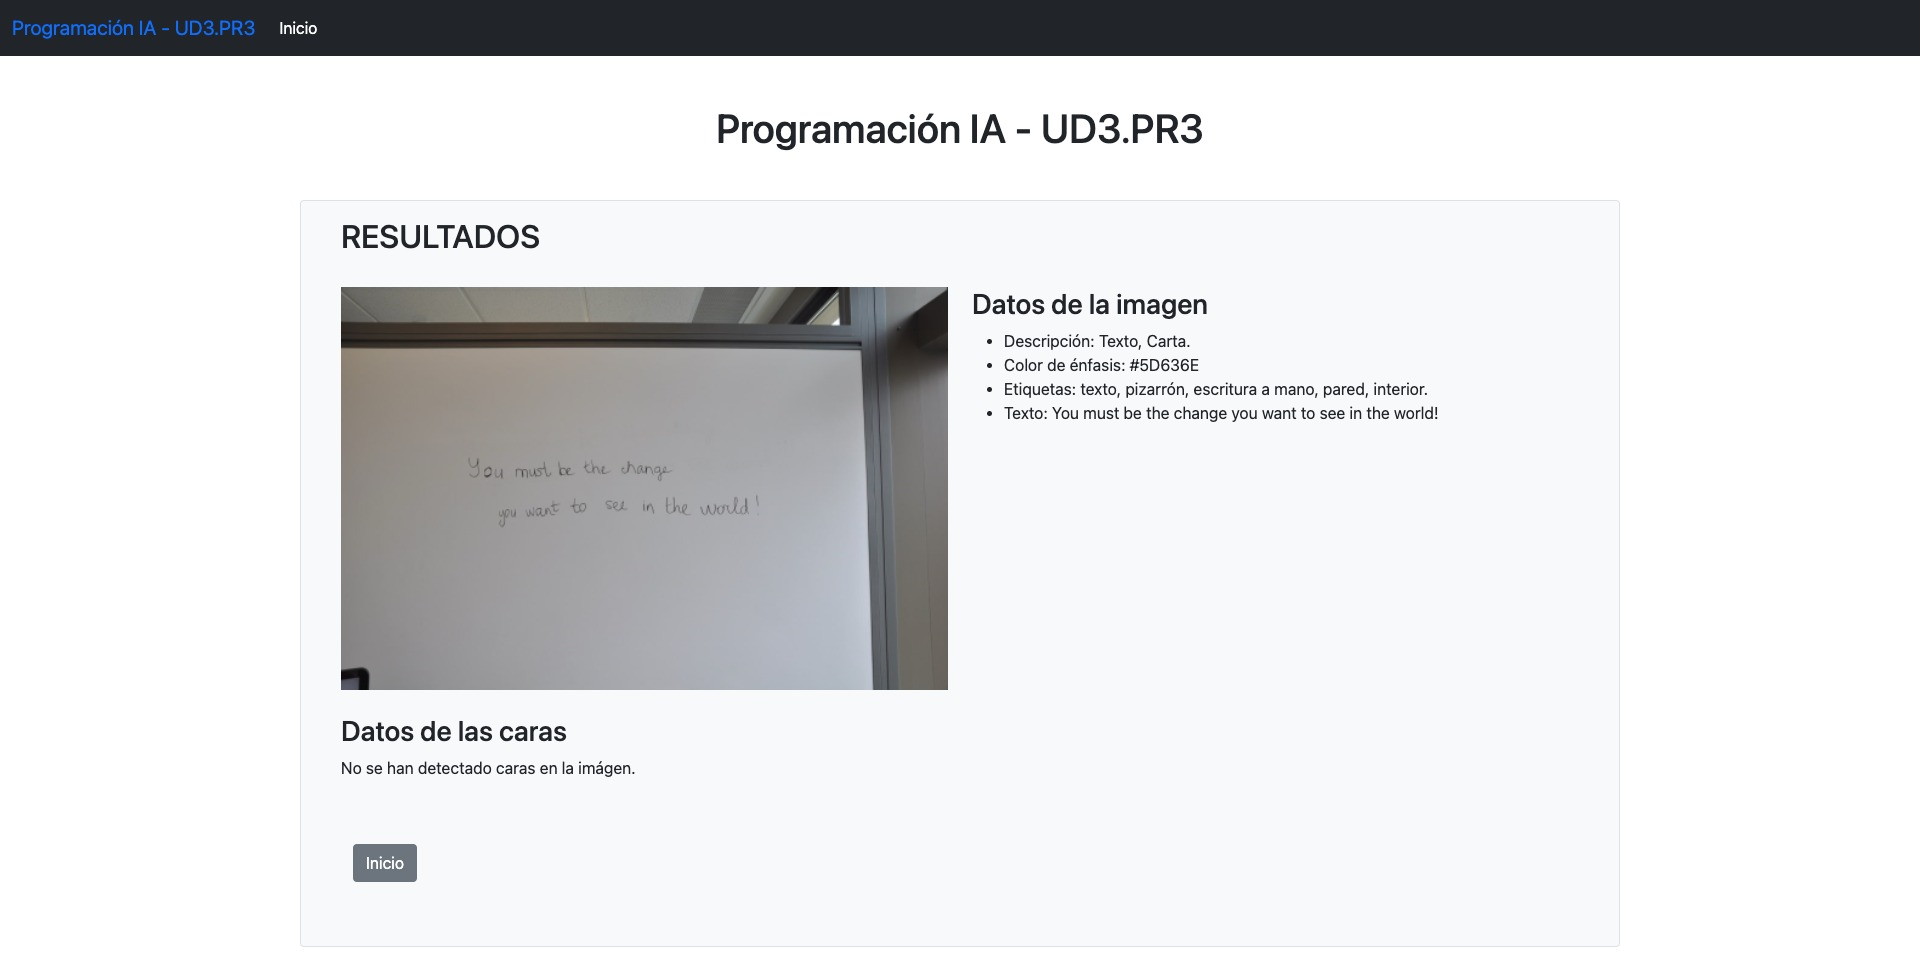 Programación IA - UD3.PR3 Inicio
Programación IA - UD3.PR3
RESULTADOS
You must be the change
you want to see in the world!
Datos de la imagen
Descripción: Texto, Carta.
Color de énfasis: #5D636E
Etiquetas: texto, pizarrón, escritura a mano, pared, interior.
Texto: You must be the change you want to see in the world!
Datos de las caras
No se han detectado caras en la imágen.
Inicio